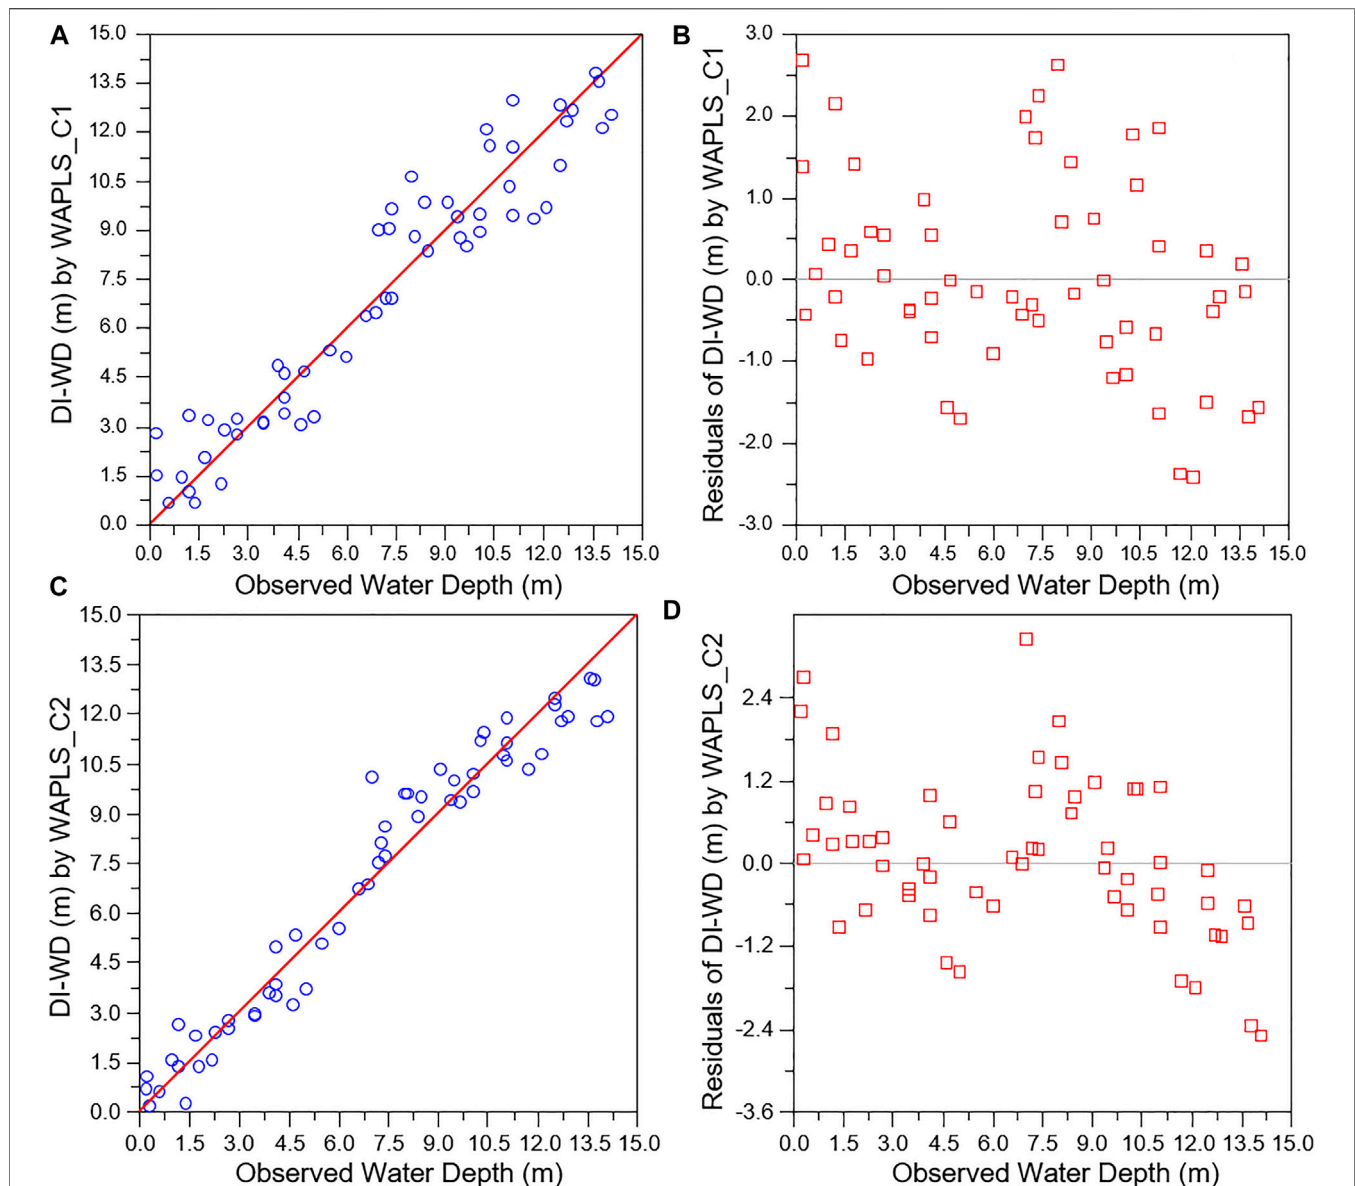 A
DI-WD (m) by WAPLS_C1
15.0
13.5
12.0
10.5
9.0
7.5
6.0
4.5
3.0
1.5
0.0
0.0 1.5 3.0 4.5 6.0 7.5 9.0 10.5 12.0 13.5 15.0
Observed Water Depth (m)
B
Residuals of DI-WD (m) by WAPLS_C1
3.0
2.0
1.0
0.0
-1.0
-2.0
-3.0
0.0 1.5 3.0 4.5 6.0 7.5 9.0 10.5 12.0 13.5 15.0
Observed Water Depth (m)
C
DI-WD (m) by WAPLS_C2
15.0
13.5
12.0
10.5
9.0
7.5
6.0
4.5
3.0
1.5
0.0
0.0 1.5 3.0 4.5 6.0 7.5 9.0 10.5 12.0 13.5 15.0
Observed Water Depth (m)
D
Residuals of DI-WD (m) by WAPLS_C2
2.4
1.2
0.0
-1.2
-2.4
-3.6
0.0 1.5 3.0 4.5 6.0 7.5 9.0 10.5 12.0 13.5 15.0
Observed Water Depth (m)